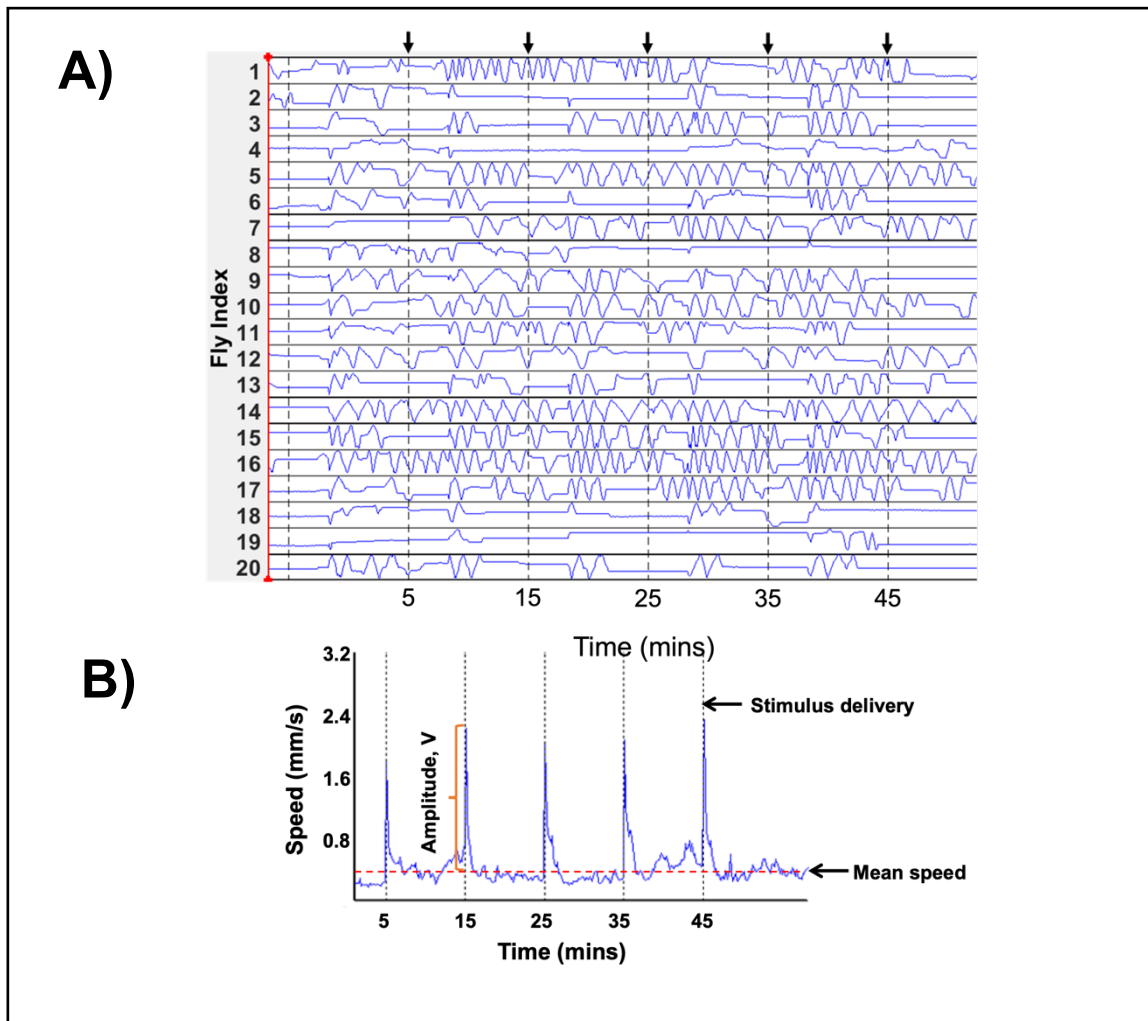 A)
Fly Index
1
2
3
4
5
6
7
8
9
10
11
12
13
14
15
16
17
18
19
20
5 15 25 35 45
Time (mins)
B)
Speed (mm/s)
3.2
2.4
1.6
0.8
Amplitude, V
Stimulus delivery
Mean speed
5 15 25 35 45
Time (mins)